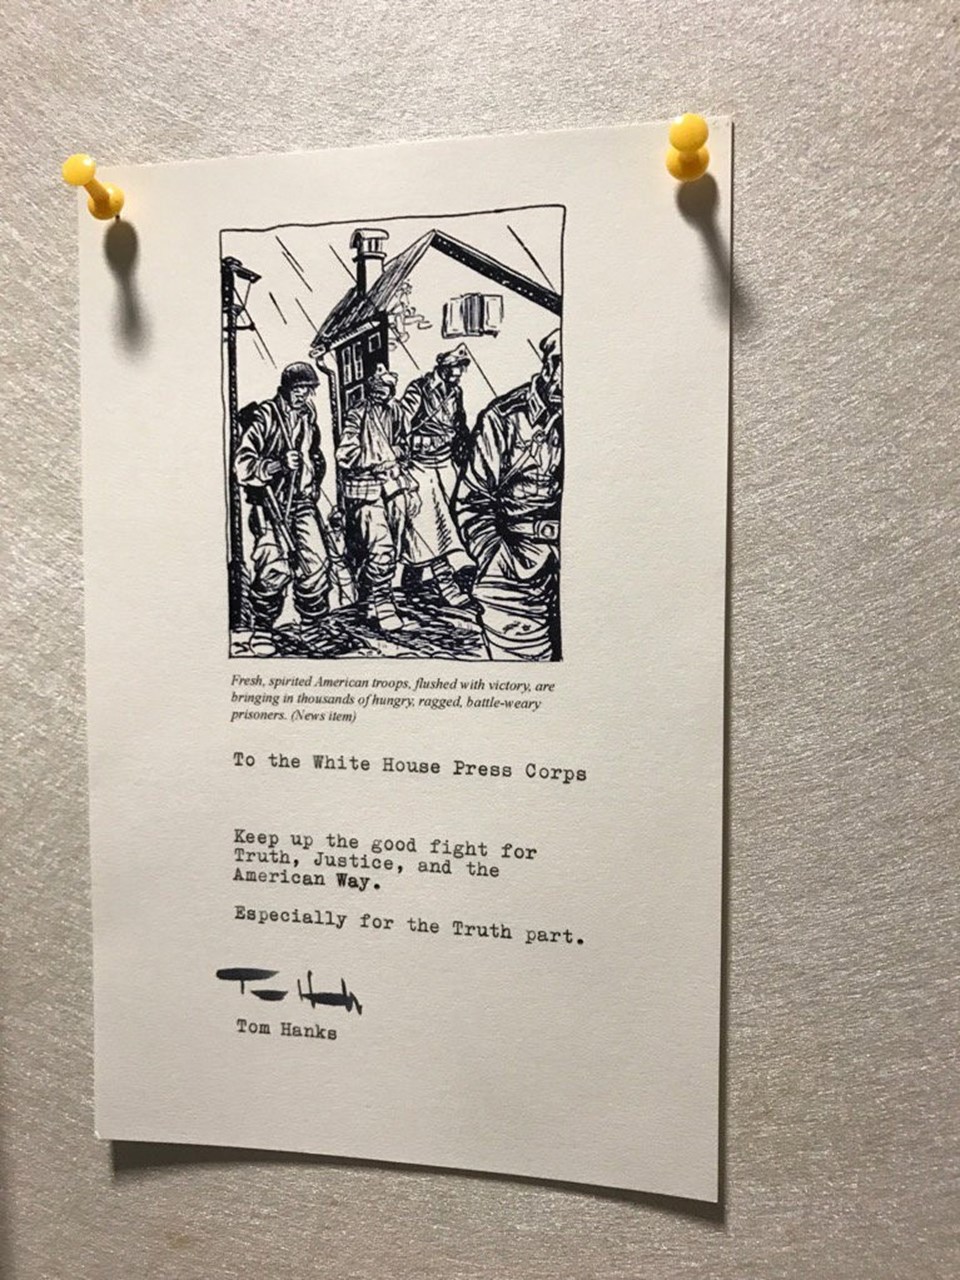 Fresh, spirited American troops, flushed with victory, are
bringing in thousands of hungry, ragged, battle-weary
prisoners. (News item)
To the White House Press Corps
Keep up the good fight for
Truth, Justice, and the
American Way.
Especially for the Truth part.
Tom Hanks
Tom Hanks